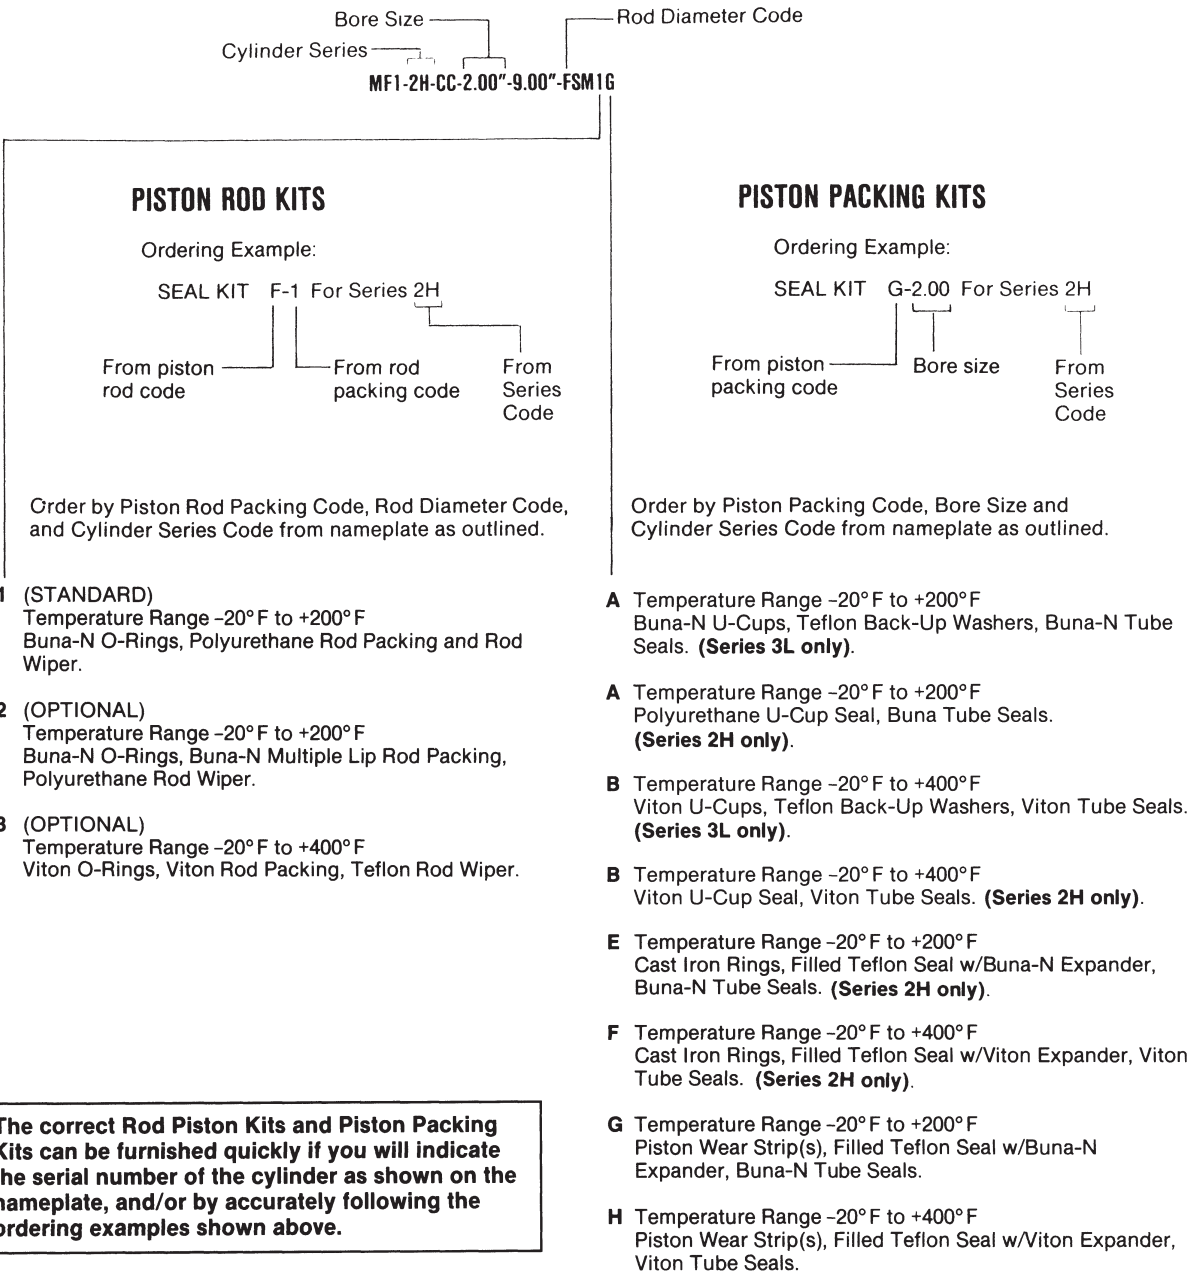 Bore Size
Rod Diameter Code
Cylinder Series
MF1-2H-CC-2.00"-9.00"-FSM1G
PISTON ROD KITS
Ordering Example:
SEAL KIT F-1 For Series 2H
From piston
rod code
From rod
packing code
From
Series
Code
Order by Piston Rod Packing Code, Rod Diameter Code,
and Cylinder Series Code from nameplate as outlined.
1 (STANDARD)
Temperature Range –20°F to +200°F
Buna-N O-Rings, Polyurethane Rod Packing and Rod
Wiper.
2 (OPTIONAL)
Temperature Range –20°F to +200°F
Buna-N O-Rings, Buna-N Multiple Lip Rod Packing,
Polyurethane Rod Wiper.
3 (OPTIONAL)
Temperature Range –20°F to +400°F
Viton O-Rings, Viton Rod Packing, Teflon Rod Wiper.
The correct Rod Piston Kits and Piston Packing
Kits can be furnished quickly if you will indicate
the serial number of the cylinder as shown on the
nameplate, and/or by accurately following the
ordering examples shown above.
PISTON PACKING KITS
Ordering Example:
SEAL KIT G-2.00 For Series 2H
From piston
packing code
Bore size
From
Series
Code
Order by Piston Packing Code, Bore Size and
Cylinder Series Code from nameplate as outlined.
A Temperature Range –20°F to +200°F
Buna-N U-Cups, Teflon Back-Up Washers, Buna-N Tube
Seals. (Series 3L only).
A Temperature Range –20°F to +200°F
Polyurethane U-Cup Seal, Buna Tube Seals.
(Series 2H only).
B Temperature Range –20°F to +400°F
Viton U-Cups, Teflon Back-Up Washers, Viton Tube Seals.
(Series 3L only).
B Temperature Range –20°F to +400°F
Viton U-Cup Seal, Viton Tube Seals. (Series 2H only).
E Temperature Range –20°F to +200°F
Cast Iron Rings, Filled Teflon Seal w/Buna-N Expander,
Buna-N Tube Seals. (Series 2H only).
F Temperature Range –20°F to +400°F
Cast Iron Rings, Filled Teflon Seal w/Viton Expander, Viton
Tube Seals. (Series 2H only).
G Temperature Range –20°F to +200°F
Piston Wear Strip(s), Filled Teflon Seal w/Buna-N
Expander, Buna-N Tube Seals.
H Temperature Range –20°F to +400°F
Piston Wear Strip(s), Filled Teflon Seal w/Viton Expander,
Viton Tube Seals.